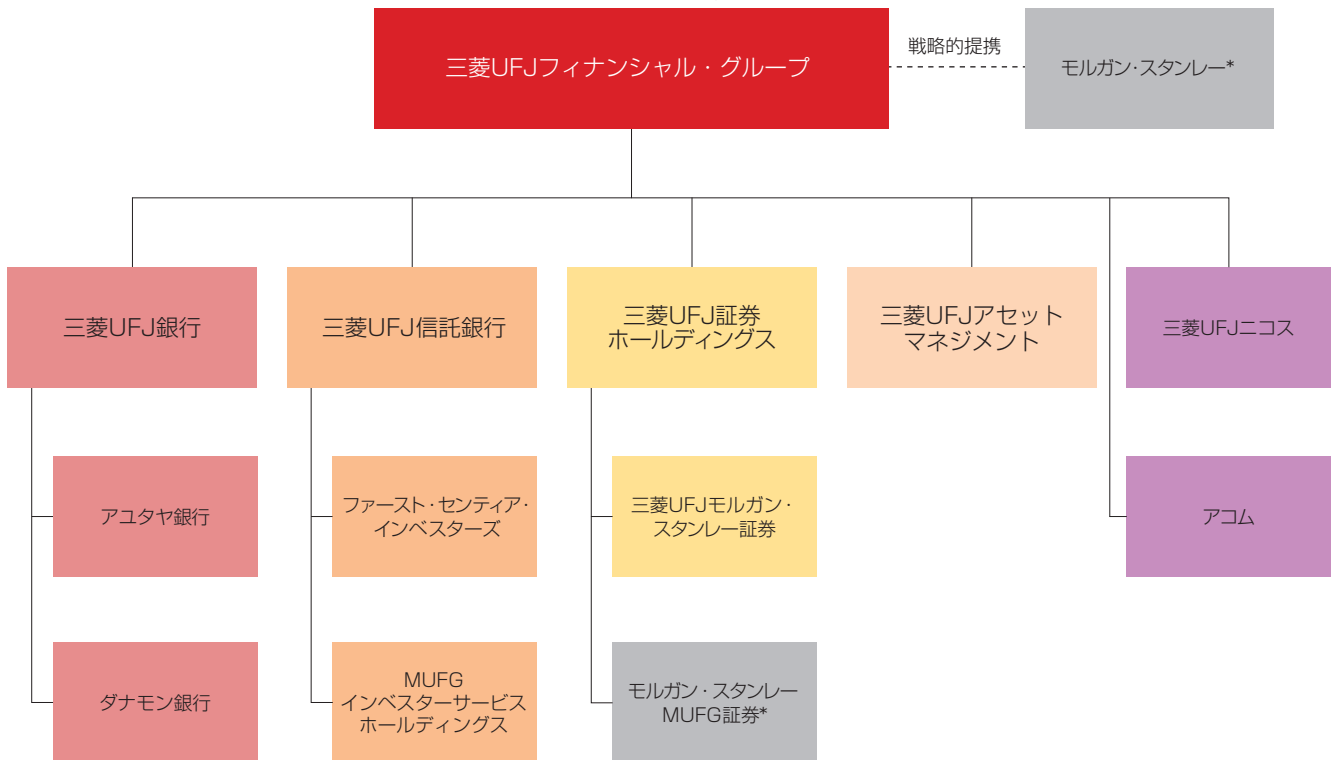 三菱UFJフィナンシャル・グループ
戦略的提携
モルガン・スタンレー*
三菱UFJ銀行
三菱UFJ信託銀行
三菱UFJ証券
ホールディングス
三菱UFJアセット
マネジメント
三菱UFJニコス
アユタヤ銀行
ファースト・センティア・
インベスターズ
三菱UFJモルガン・
スタンレー証券
アコム
ダナモン銀行
MUFG
インベスターサービス
ホールディングス
モルガン・スタンレー
MUFG証券*